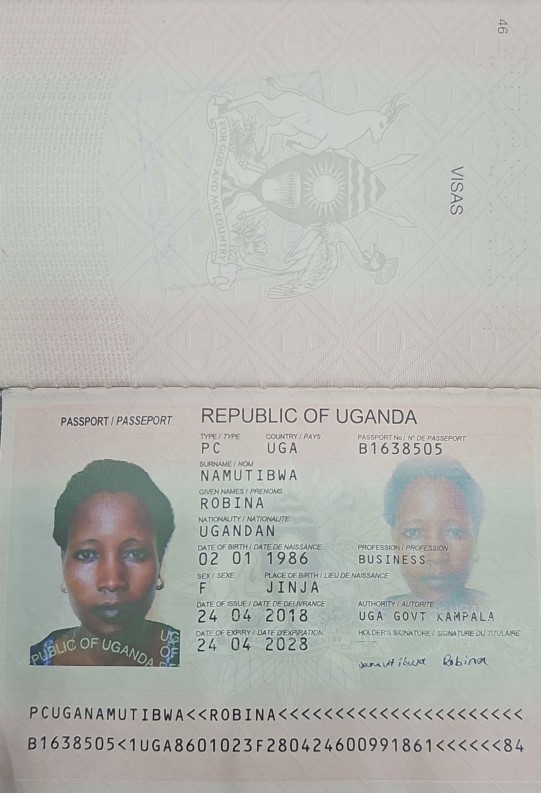 46
VISAS
FOR GOD AND MY COUNTRY
PASSPORT / PASSEPORT
REPUBLIC OF UGANDA
TYPE / TYPE COUNTRY / PAYS PASSPORT No / N° DE PASSEPORT
PC UGA B1638505
SURNAME / NOM
NAMUTIBWA
GIVEN NAMES / PRENOMS
ROBINA
NATIONALITY / NATIONALITE
UGANDAN
DATE OF BIRTH / DATE DE NAISSANCE PROFESSION / PROFESSION
02 01 1986 BUSINESS
SEX / SEXE PLACE OF BIRTH / LIEU DE NAISSANCE
F JINJA
DATE OF ISSUE / DATE DE DELIVRANCE AUTHORITY / AUTORITE
24 04 2018 UGA GOVT KAMPALA
DATE OF EXPIRY / DATE D'EXPIRATION HOLDER'S SIGNATURE / SIGNATURE DU TITULAIRE
24 04 2028
Namutibwa Robina
PUBLIC OF UGANDA
UG
OF
PCUGANAMUTIBWA<<ROBINA<<<<<<<<<<<<<<<<<<<<<<
B1638505<1UGA8601023F280424600991861<<<<<<84